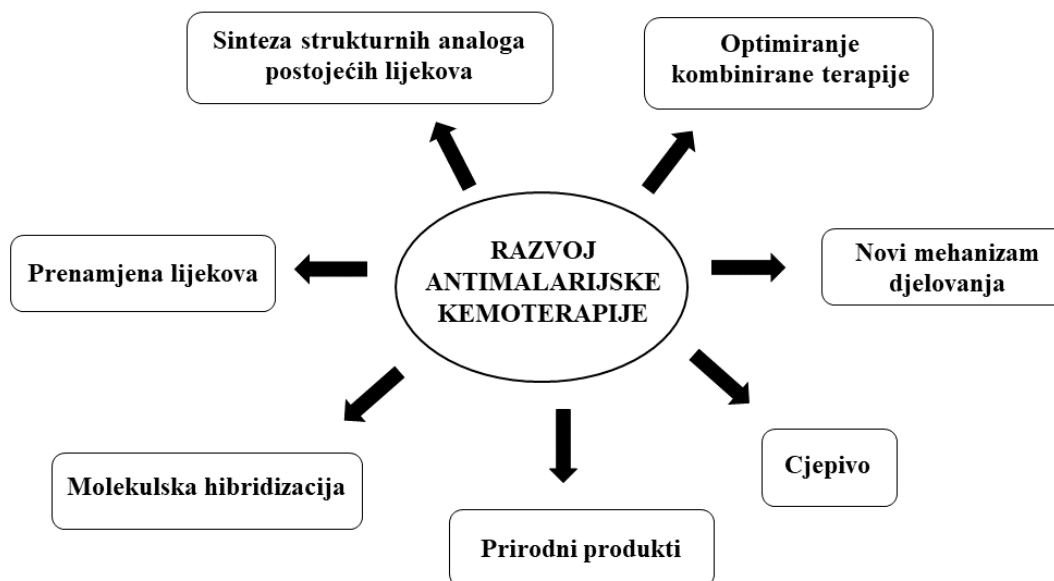 Sinteza strukturnih analoga
postojećih lijekova
Optimiranje
kombinirane terapije
Prenamjena lijekova
RAZVOJ
ANTIMALARIJSKE
KEMOTERAPIJE
Novi mehanizam
djelovanja
Molekulska hibridizacija
Cjepivo
Prirodni produkti